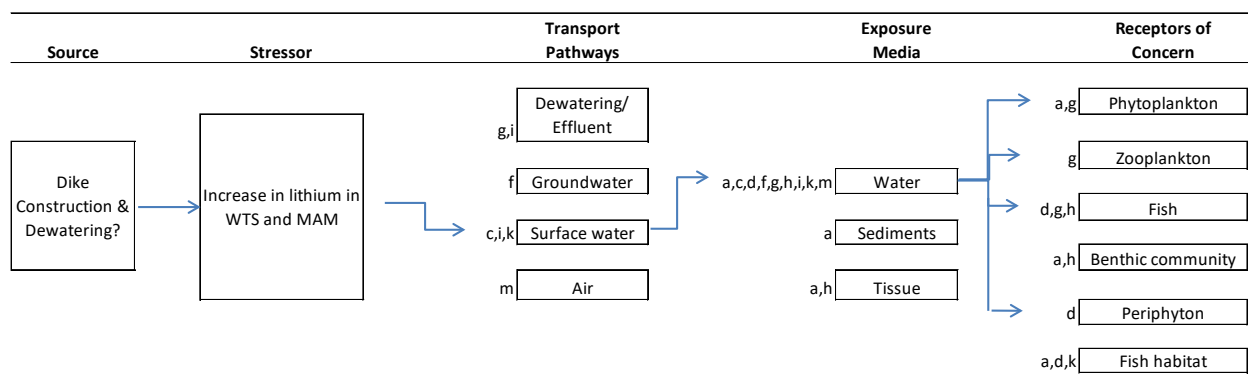 Source
Stressor
Transport
Pathways
Exposure
Media
Receptors of
Concern
Dike
Construction &
Dewatering?
Increase in lithium in
WTS and MAM
g,i
Dewatering/
Effluent
f
Groundwater
c,i,k
Surface water
m
Air
a,c,d,f,g,h,i,k,m
Water
a
Sediments
a,h
Tissue
a,g
Phytoplankton
g
Zooplankton
d,g,h
Fish
a,h
Benthic community
d
Periphyton
a,d,k
Fish habitat